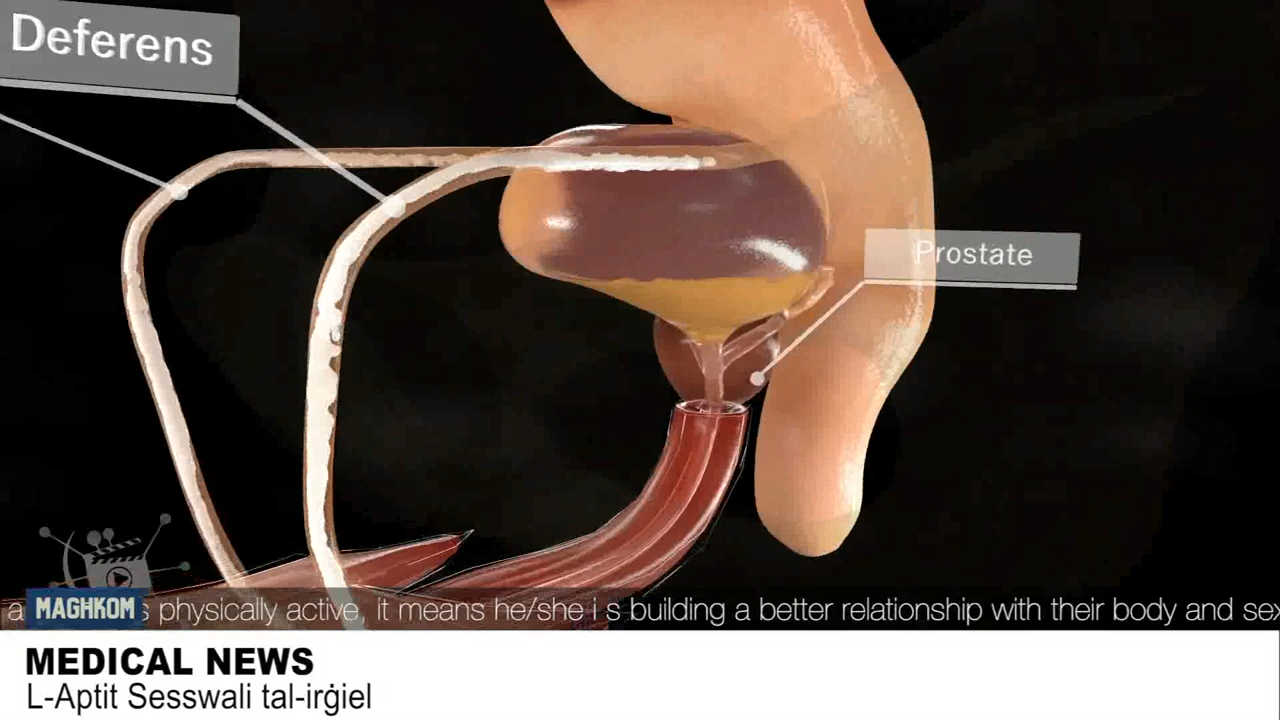 Deferens
Prostate
MAGHKOM
physically active, it means he/she i s building a better relationship with their body and
MEDICAL NEWS
L-Aptit Sesswali tal-irġiel